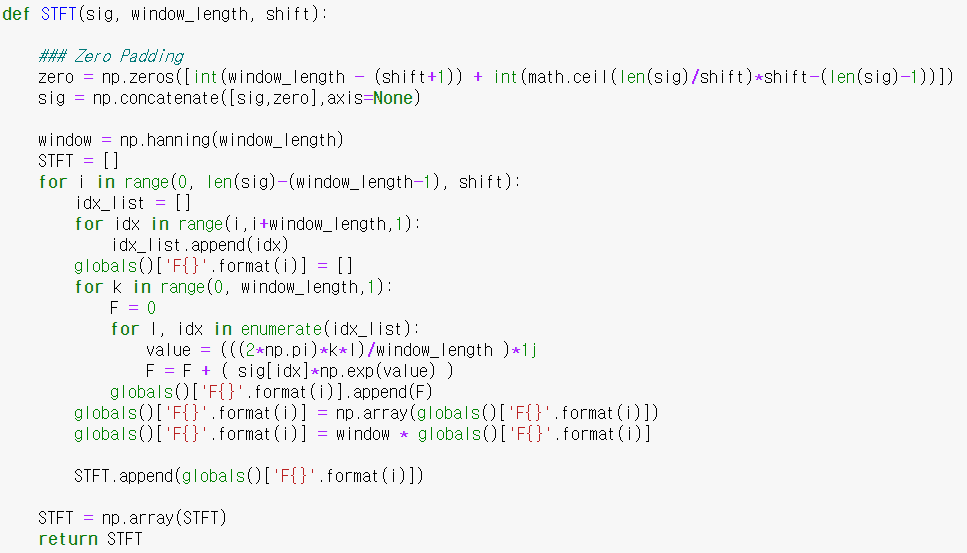 def STFT(sig, window_length, shift):
### Zero Padding
zero = np.zeros([int(window_length - (shift+1)) + int(math.ceil(len(sig)/shift)*shift-(len(sig)-1))])
sig = np.concatenate([sig,zero],axis=None)
window = np.hanning(window_length)
STFT = []
for i in range(0, len(sig)-(window_length-1), shift):
idx_list = []
for idx in range(i,i+window_length,1):
idx_list.append(idx)
globals()['F{}'.format(i)] = []
for k in range(0, window_length,1):
F = 0
for l, idx in enumerate(idx_list):
value = (((2*np.pi)*k*l)/window_length )*1j
F = F + ( sig[idx]*np.exp(value) )
globals()['F{}'.format(i)].append(F)
globals()['F{}'.format(i)] = np.array(globals()['F{}'.format(i)])
globals()['F{}'.format(i)] = window * globals()['F{}'.format(i)]
STFT.append(globals()['F{}'.format(i)])
STFT = np.array(STFT)
return STFT